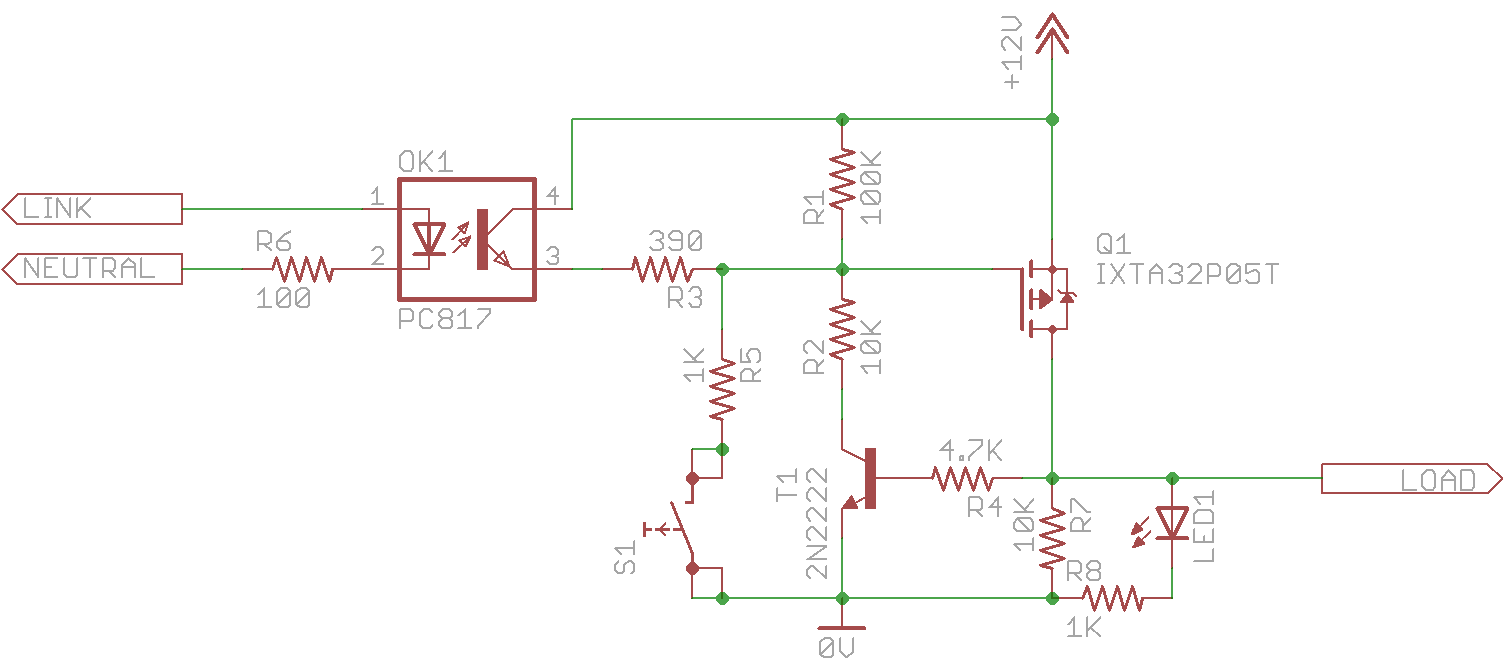 +12V
OK1
1
4
LINK
R1
100K
R6
2
3
390
Q1
NEUTRAL
IXTA32P05T
100
R3
PC817
1K
R5
R2
10K
4.7K
T1
2N2222
R4
LOAD
10K
R7
LED1
S1
R8
1K
0V